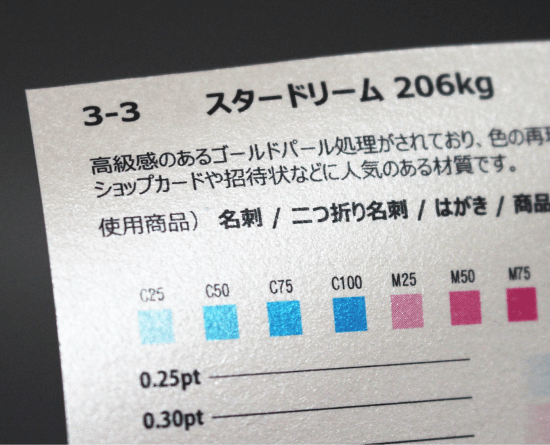 3-3 スタードリーム 206kg
高級感のあるゴールドパール処理がされており、色の再
ショップカードや招待状などに人気のある材質です。
使用商品） 名刺 / 二つ折り名刺 / はがき / 商品
C25 C50 C75 C100 M25 M50 M75
0.25pt
0.30pt